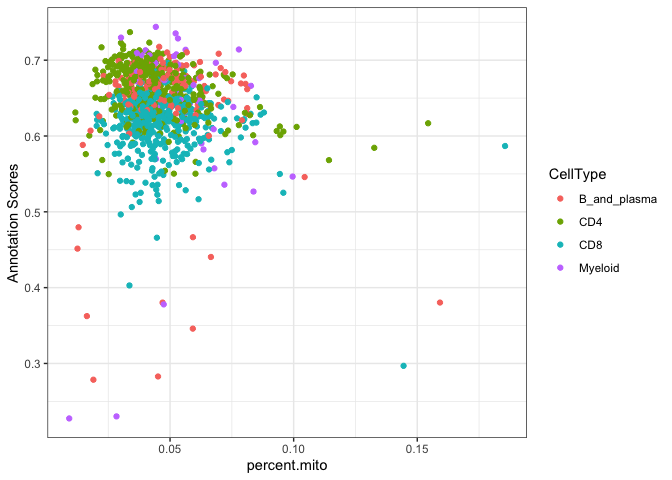 0.7
0.6
0.5
0.4
0.3
Annotation Scores
0.05
0.10
0.15
percent.mito
CellType
B_and_plasma
CD4
CD8
Myeloid